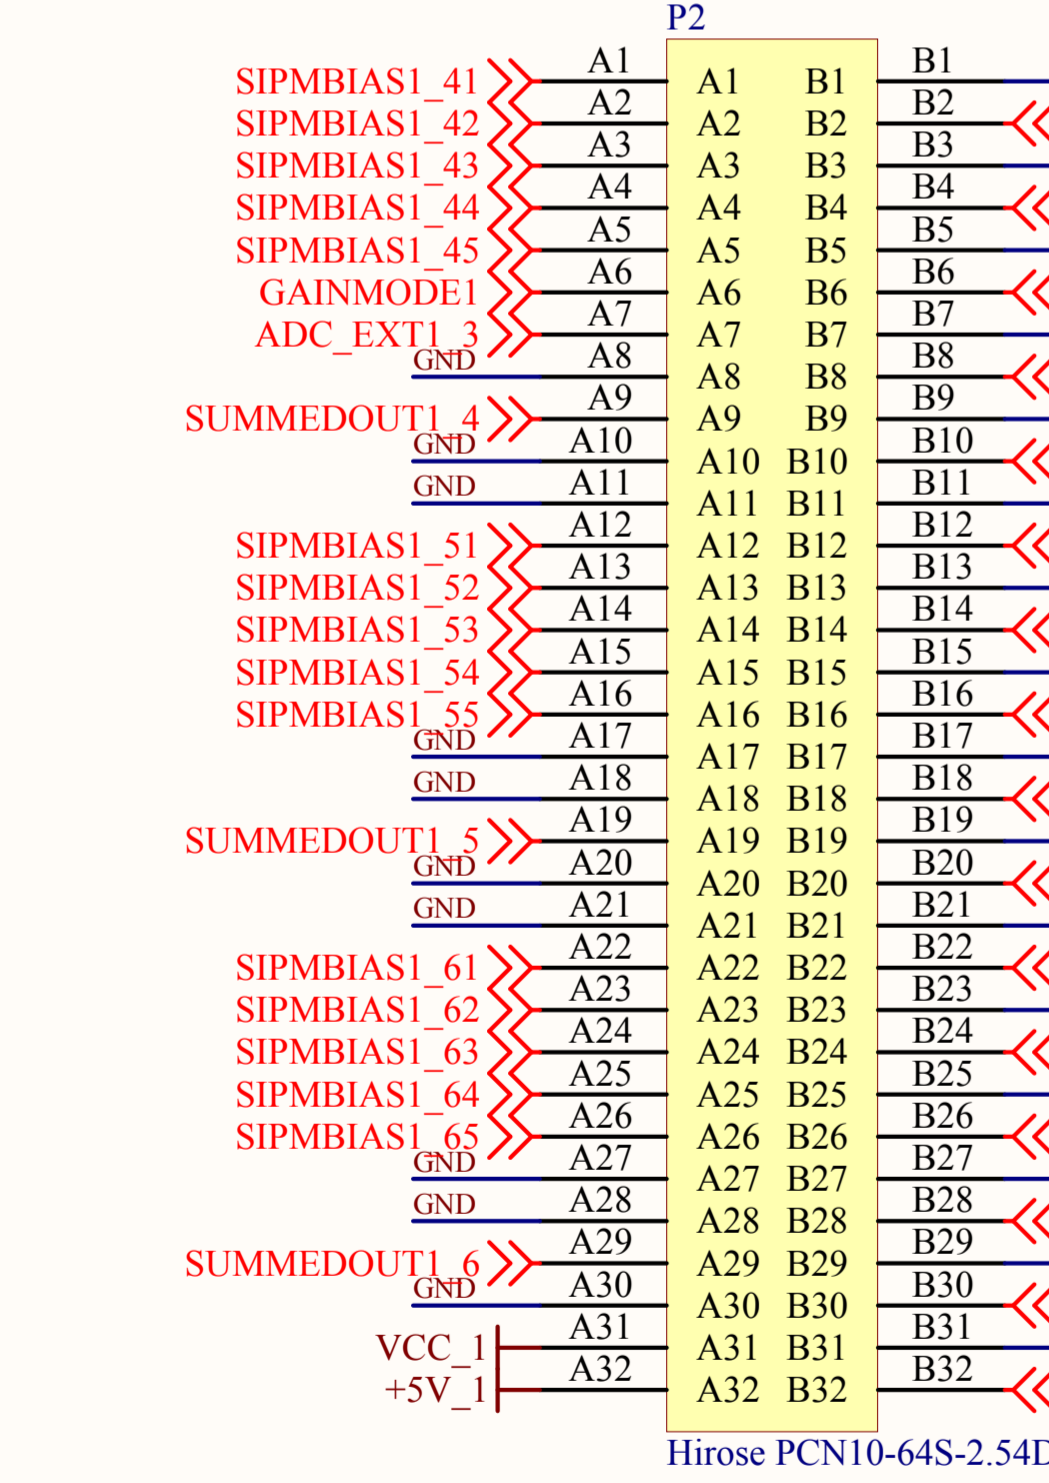 P2
SIPMBIAS1_41 A1 A1 B1 B1
SIPMBIAS1_42 A2 A2 B2 B2
SIPMBIAS1_43 A3 A3 B3 B3
SIPMBIAS1_44 A4 A4 B4 B4
SIPMBIAS1_45 A5 A5 B5 B5
GAINMODE1 A6 A6 B6 B6
ADC_EXT1_3 A7 A7 B7 B7
GND A8 A8 B8 B8
SUMMEDOUT1_4 A9 A9 B9 B9
GND A10 A10 B10 B10
GND A11 A11 B11 B11
SIPMBIAS1_51 A12 A12 B12 B12
SIPMBIAS1_52 A13 A13 B13 B13
SIPMBIAS1_53 A14 A14 B14 B14
SIPMBIAS1_54 A15 A15 B15 B15
SIPMBIAS1_55 A16 A16 B16 B16
GND A17 A17 B17 B17
GND A18 A18 B18 B18
SUMMEDOUT1_5 A19 A19 B19 B19
GND A20 A20 B20 B20
GND A21 A21 B21 B21
SIPMBIAS1_61 A22 A22 B22 B22
SIPMBIAS1_62 A23 A23 B23 B23
SIPMBIAS1_63 A24 A24 B24 B24
SIPMBIAS1_64 A25 A25 B25 B25
SIPMBIAS1_65 A26 A26 B26 B26
GND A27 A27 B27 B27
GND A28 A28 B28 B28
SUMMEDOUT1_6 A29 A29 B29 B29
GND A30 A30 B30 B30
VCC_1 A31 A31 B31 B31
+5V_1 A32 A32 B32 B32
Hirose PCN10-64S-2.54D